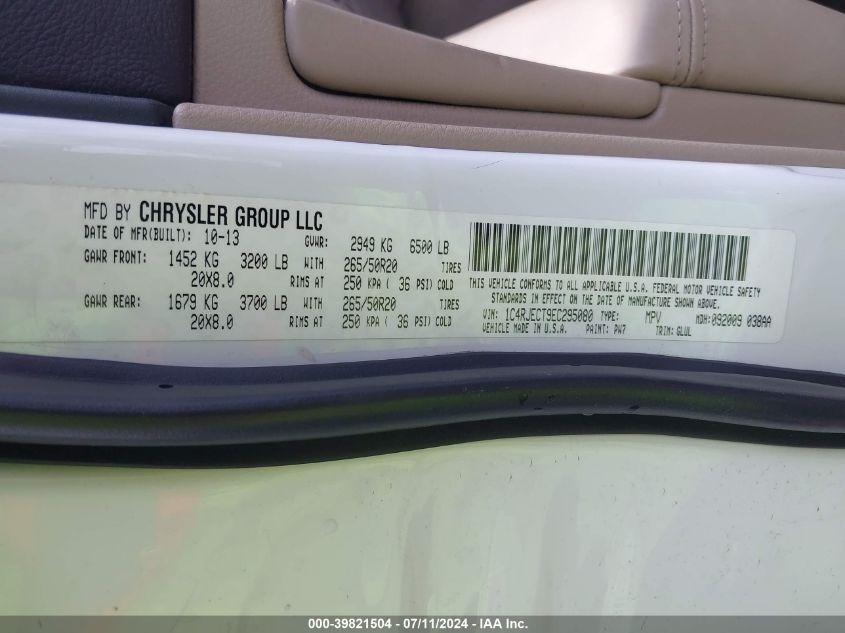 MFD BY CHRYSLER GROUP LLC
DATE OF MFR(BUILT): 10-13 GVWR: 2949 KG 6500 LB
GAWR FRONT: 1452 KG 3200 LB WITH 265/50R20 TIRES
20X8.0 RIMS AT 250 KPA ( 36 PSI) COLD
GAWR REAR: 1679 KG 3700 LB WITH 265/50R20 TIRES
20X8.0 RIMS AT 250 KPA ( 36 PSI) COLD
THIS VEHICLE CONFORMS TO ALL APPLICABLE U.S.A. FEDERAL MOTOR VEHICLE SAFETY
STANDARDS IN EFFECT ON THE DATE OF MANUFACTURE SHOWN ABOVE.
VIN: 1C4RJECT9EC295080 TYPE: MPV MDH: 092009 038AA
VEHICLE MADE IN U.S.A. PAINT: PW7 TRIM: GLUL
000-39821504 - 07/11/2024 - IAA Inc.